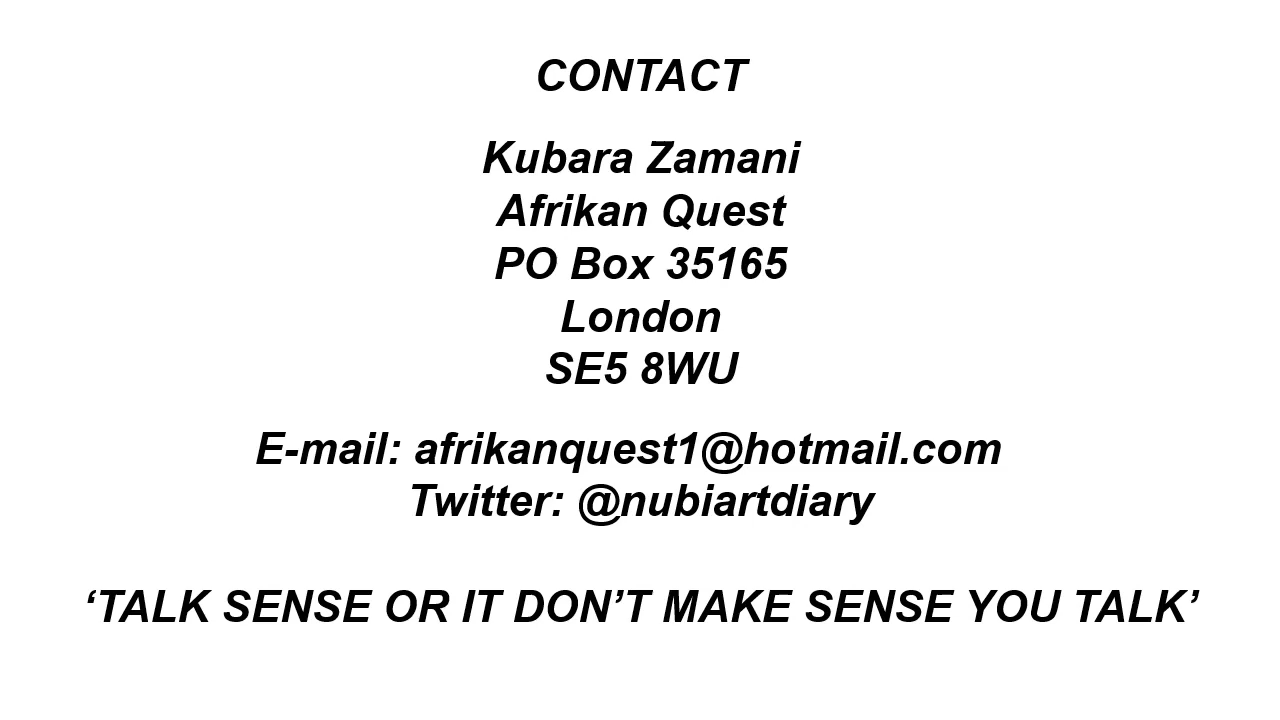 CONTACT
Kubara Zamani
Afrikan Quest
PO Box 35165
London
SE5 8WU
E-mail: afrikanquest1@hotmail.com
Twitter: @nubiartdiary
‘TALK SENSE OR IT DON’T MAKE SENSE YOU TALK’